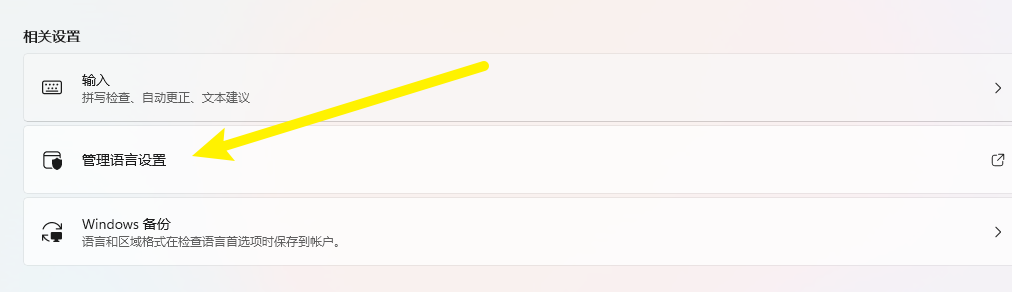 相关设置
输入
拼写检查、自动更正、文本建议
管理语言设置
Windows 备份
语言和区域格式在检查语言首选项时保存到帐户。